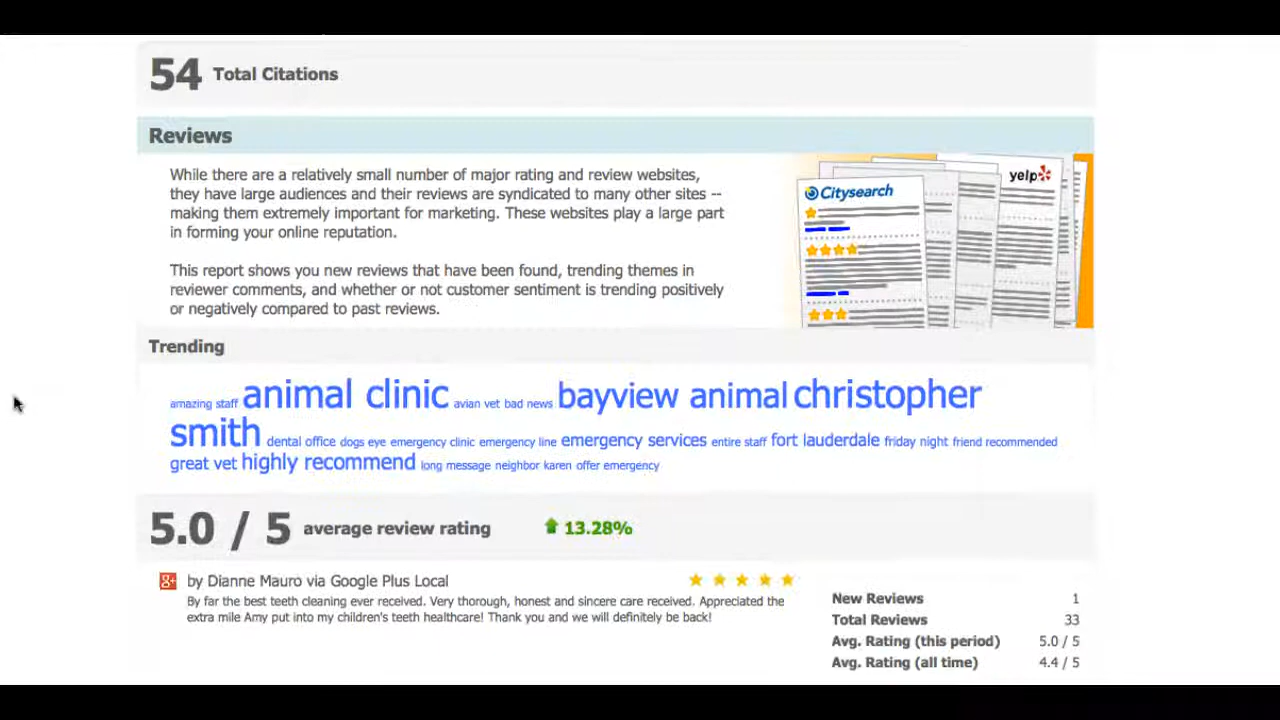 54 Total Citations
Reviews
While there are a relatively small number of major rating and review websites,
they have large audiences and their reviews are syndicated to many other sites --
making them extremely important for marketing. These websites play a large part
in forming your online reputation.
This report shows you new reviews that have been found, trending themes in
reviewer comments, and whether or not customer sentiment is trending positively
or negatively compared to past reviews.
Citysearch
yelp
Trending
amazing staff animal clinic avian vet bad news bayview animal christopher
smith dental office dogs eye emergency clinic emergency line emergency services entire staff fort lauderdale friday night friend recommended
great vet highly recommend long message neighbor karen offer emergency
5.0 / 5 average review rating 13.28%
g+ by Dianne Mauro via Google Plus Local
By far the best teeth cleaning ever received. Very thorough, honest and sincere care received. Appreciated the
extra mile Amy put into my children's teeth healthcare! Thank you and we will definitely be back!
New Reviews 1
Total Reviews 33
Avg. Rating (this period) 5.0 / 5
Avg. Rating (all time) 4.4 / 5